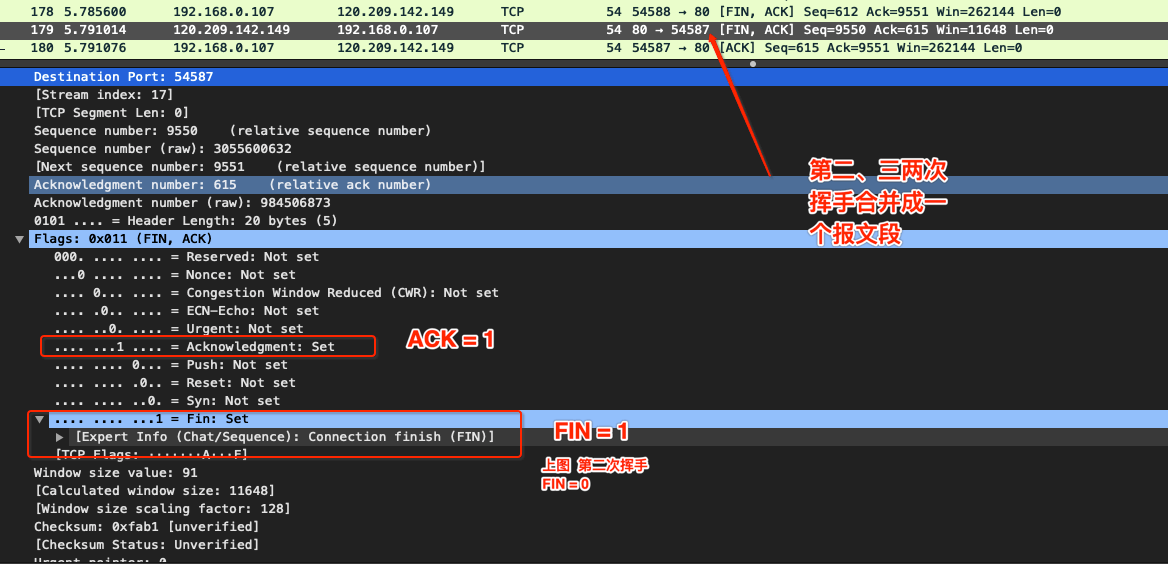 178 5.785600 192.168.0.107 120.209.142.149 TCP 54 54588 → 80 [FIN, ACK] Seq=612 Ack=9551 Win=262144 Len=0
179 5.791014 120.209.142.149 192.168.0.107 TCP 54 80 → 54587 [FIN, ACK] Seq=9550 Ack=615 Win=11648 Len=0
180 5.791076 192.168.0.107 120.209.142.149 TCP 54 54587 → 80 [ACK] Seq=615 Ack=9551 Win=262144 Len=0
Destination Port: 54587
[Stream index: 17]
[TCP Segment Len: 0]
Sequence number: 9550 (relative sequence number)
Sequence number (raw): 3055600632
[Next sequence number: 9551 (relative sequence number)]
Acknowledgment number: 615 (relative ack number)
Acknowledgment number (raw): 984506873
0101 .... = Header Length: 20 bytes (5)
第二、三两次
挥手合并成一
个报文段
Flags: 0x011 (FIN, ACK)
000. .... .... = Reserved: Not set
...0 .... .... = Nonce: Not set
.... 0... .... = Congestion Window Reduced (CWR): Not set
.... .0.. .... = ECN-Echo: Not set
.... ..0. .... = Urgent: Not set
.... ...1 .... = Acknowledgment: Set
ACK = 1
.... .... 0... = Push: Not set
.... .... .0.. = Reset: Not set
.... .... ..0. = Syn: Not set
.... .... ...1 = Fin: Set
[Expert Info (Chat/Sequence): Connection finish (FIN)]
FIN = 1
[TCP Flags: ·······A···F]
上图 第二次挥手
FIN = 0
Window size value: 91
[Calculated window size: 11648]
[Window size scaling factor: 128]
Checksum: 0xfab1 [unverified]
[Checksum Status: Unverified]
Urgent pointer: 0